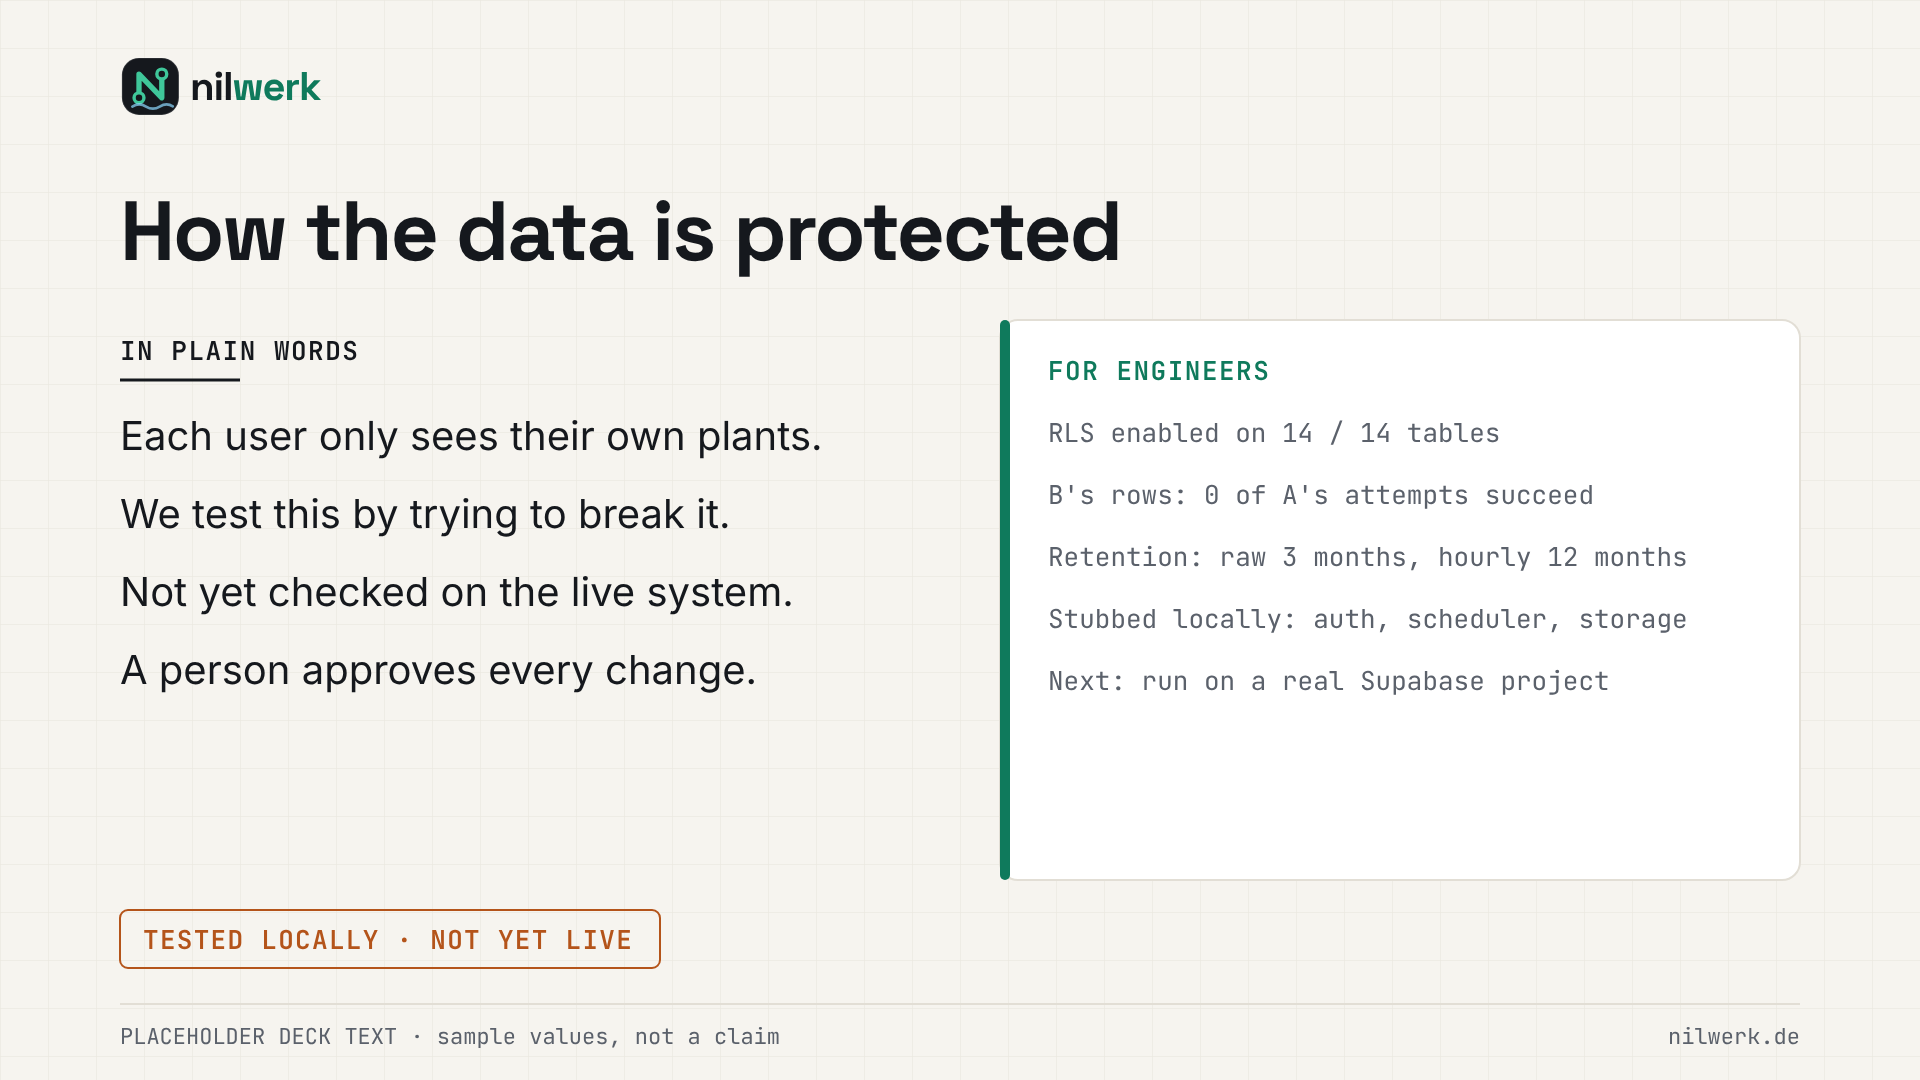 nilwerk
How the data is protected
IN PLAIN WORDS
Each user only sees their own plants.
We test this by trying to break it.
Not yet checked on the live system.
A person approves every change.
FOR ENGINEERS
RLS enabled on 14 / 14 tables
B's rows: 0 of A's attempts succeed
Retention: raw 3 months, hourly 12 months
Stubbed locally: auth, scheduler, storage
Next: run on a real Supabase project
TESTED LOCALLY · NOT YET LIVE
PLACEHOLDER DECK TEXT · sample values, not a claim
nilwerk.de